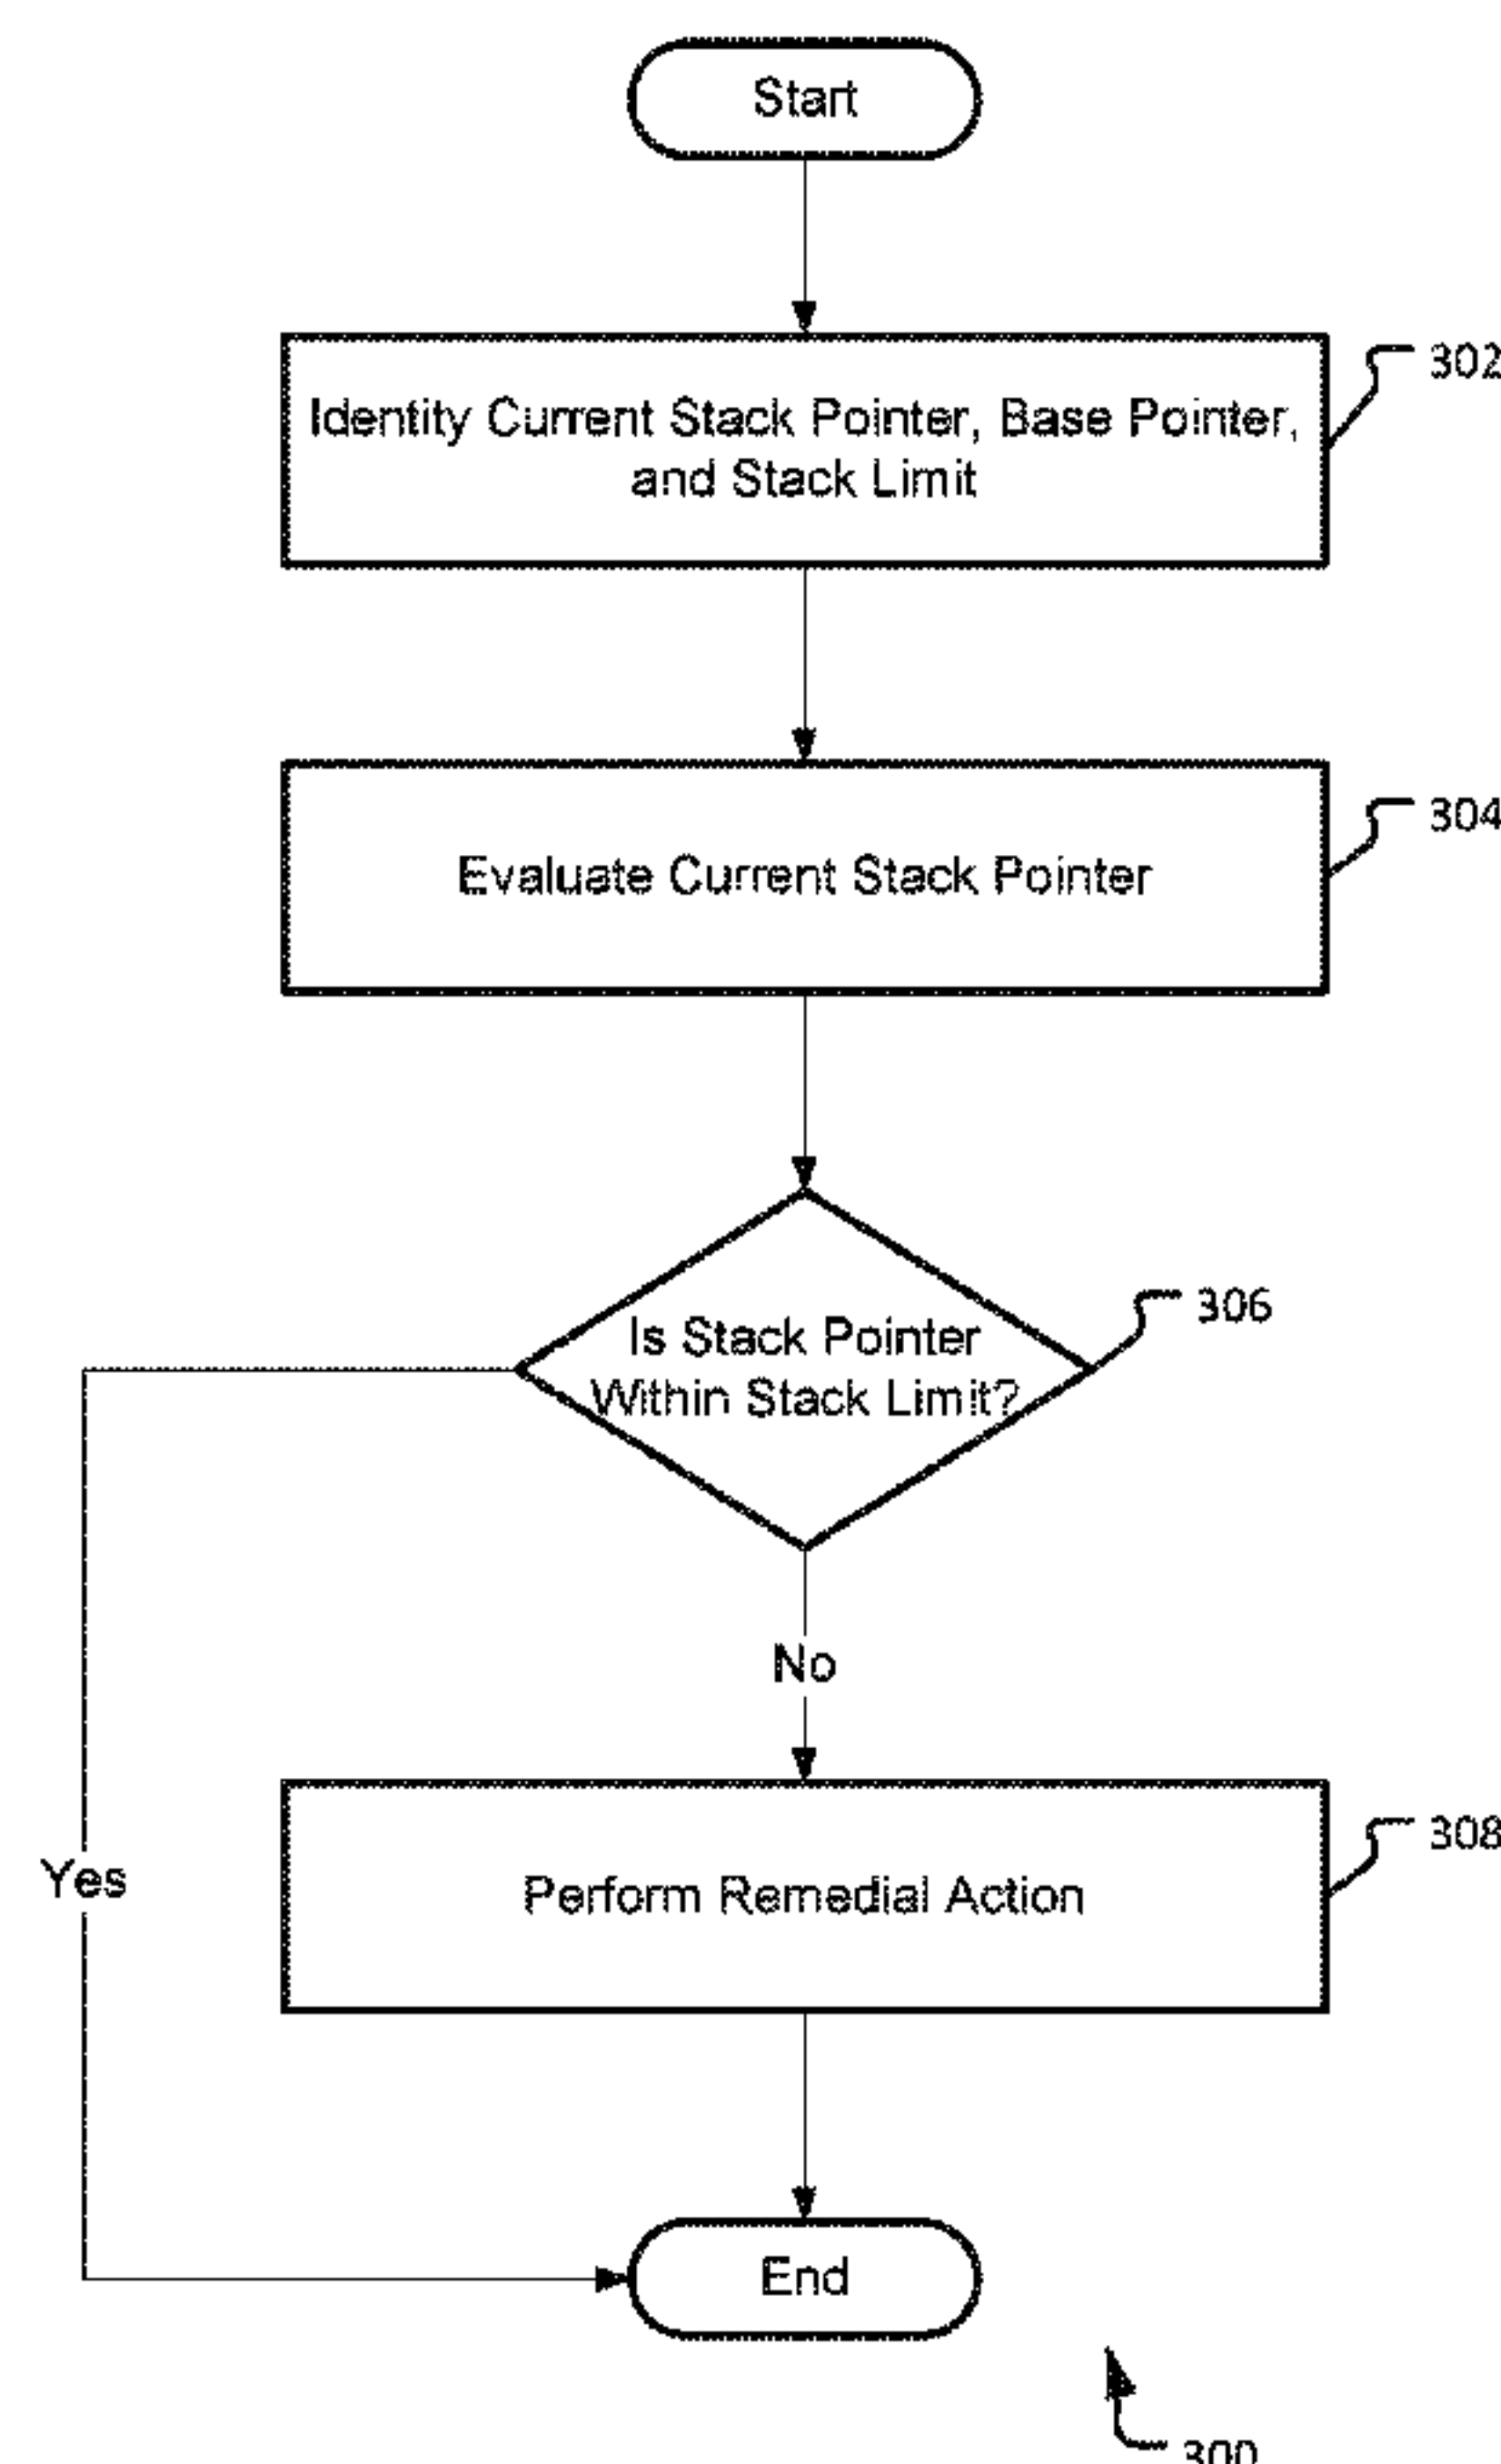 Start
Identity Current Stack Pointer, Base Pointer,
and Stack Limit
302
Evaluate Current Stack Pointer
304
Is Stack Pointer
Within Stack Limit?
306
No
Yes
Perform Remedial Action
308
End
300